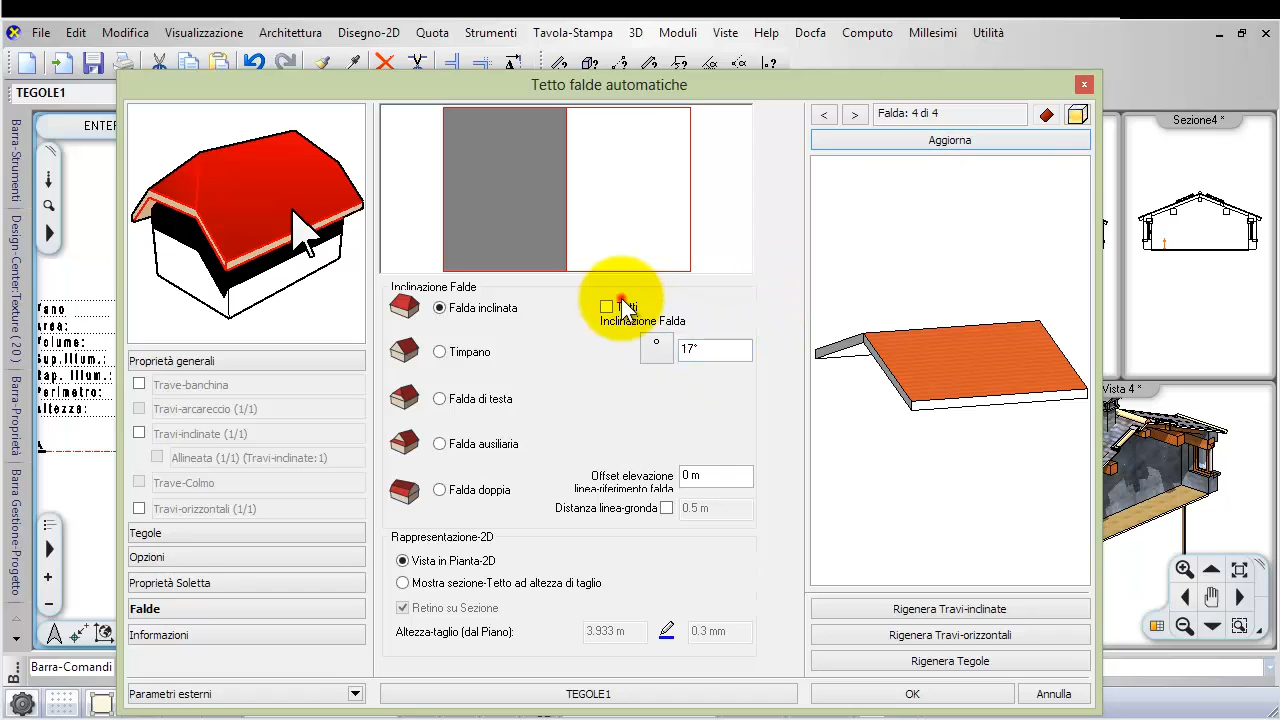 File Edit Modifica Visualizzazione Architettura Disegno-2D Quota Strumenti Tavola-Stampa 3D Moduli Viste Help Docfa Computo Millesimi Utilità
TEGOLE1
Tetto falde automatiche
ENTER
Barra-Strumenti
Design-Center:Texture ( 20 )
Barra-Proprietà
Barra Gestione-Progetto
Vano
Area:
Volume:
Sup.Illum.:
Rap. Illum.:
Perimetro:
Altezza:
Falda: 4 di 4
Aggiorna
Sezione4 *
Vista 4 *
Inclinazione Falde
Falda inclinata
Tetti
Inclinazione Falda
° 17°
Timpano
Falda di testa
Falda ausiliaria
Falda doppia
Offset elevazione
linea-riferimento falda
0 m
Distanza linea-gronda
0.5 m
Proprietà generali
Trave-banchina
Travi-arcareccio (1/1)
Travi-inclinate (1/1)
Allineata (1/1) (Travi-inclinate:1)
Trave-Colmo
Travi-orizzontali (1/1)
Tegole
Opzioni
Proprietà Soletta
Falde
Informazioni
Rappresentazione-2D
Vista in Pianta-2D
Mostra sezione-Tetto ad altezza di taglio
Retino su Sezione
Altezza-taglio (dal Piano):
3.933 m
0.3 mm
Rigenera Travi-inclinate
Rigenera Travi-orizzontali
Rigenera Tegole
Barra-Comandi
Parametri esterni
TEGOLE1
OK
Annulla